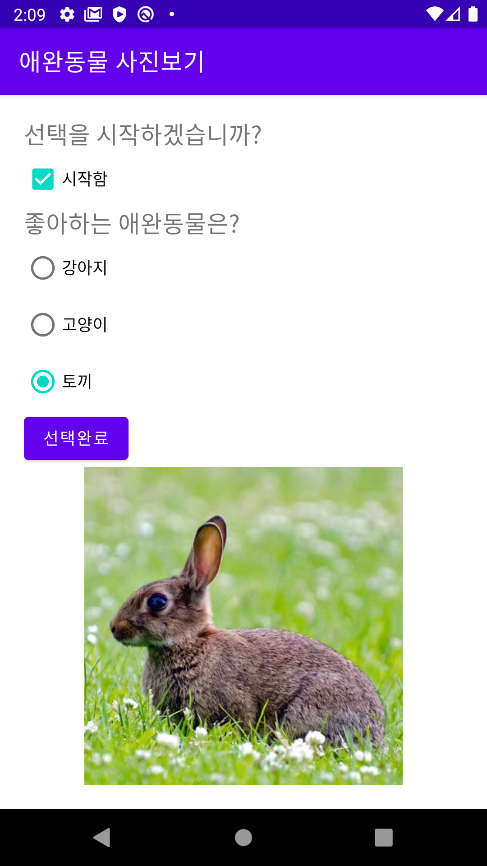 2:09
애완동물 사진보기
선택을 시작하겠습니까?
시작함
좋아하는 애완동물은?
강아지
고양이
토끼
선택완료